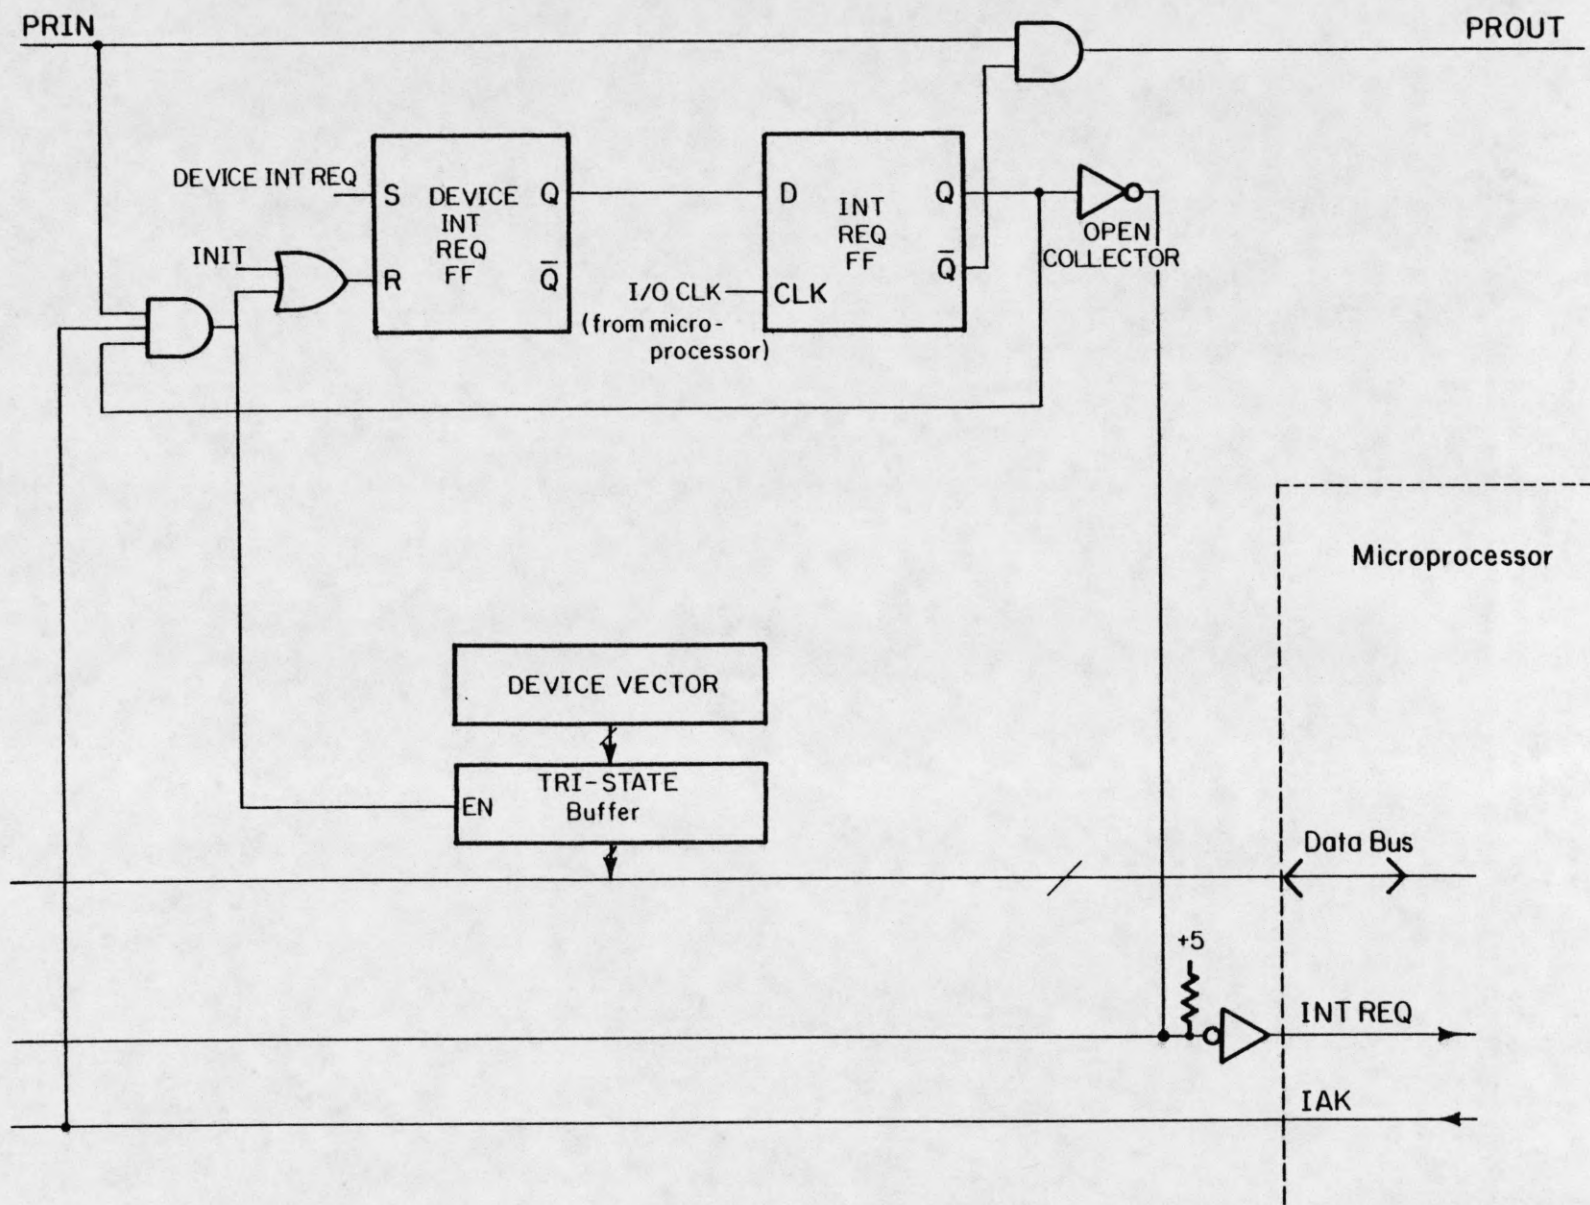 PRIN
PROUT
DEVICE INT REQ
S
DEVICE
INT
REQ
FF
Q
Q̅
R
INIT
D
INT
REQ
FF
Q
Q̅
CLK
I/O CLK
(from micro-
processor)
OPEN
COLLECTOR
Microprocessor
DEVICE VECTOR
TRI-STATE
Buffer
EN
Data Bus
+5
INT REQ
IAK